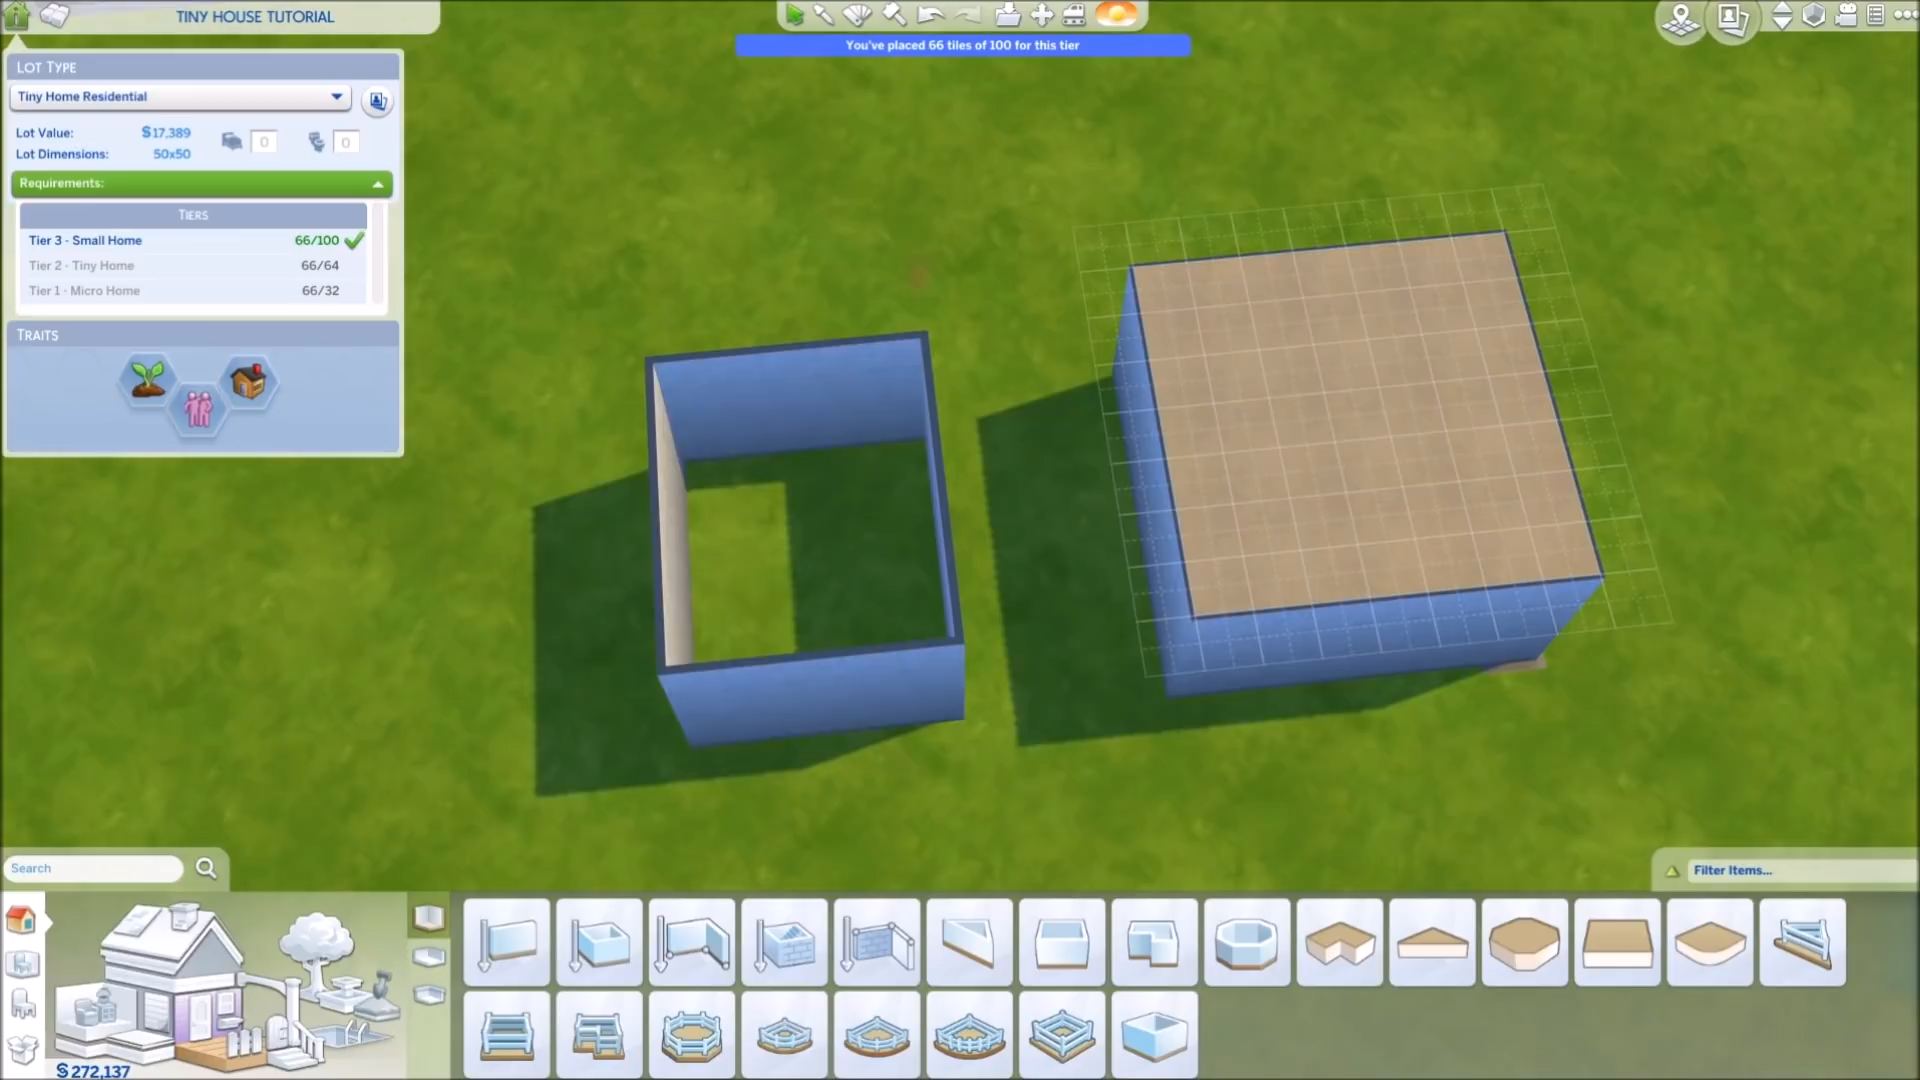 TINY HOUSE TUTORIAL
You've placed 66 tiles of 100 for this tier
LOT TYPE
Tiny Home Residential
Lot Value: §17,389 0 0
Lot Dimensions: 50x50
Requirements:
TIERS
Tier 3 - Small Home 66/100
Tier 2 - Tiny Home 66/64
Tier 1 - Micro Home 66/32
TRAITS
Search
Filter Items...
§272,137